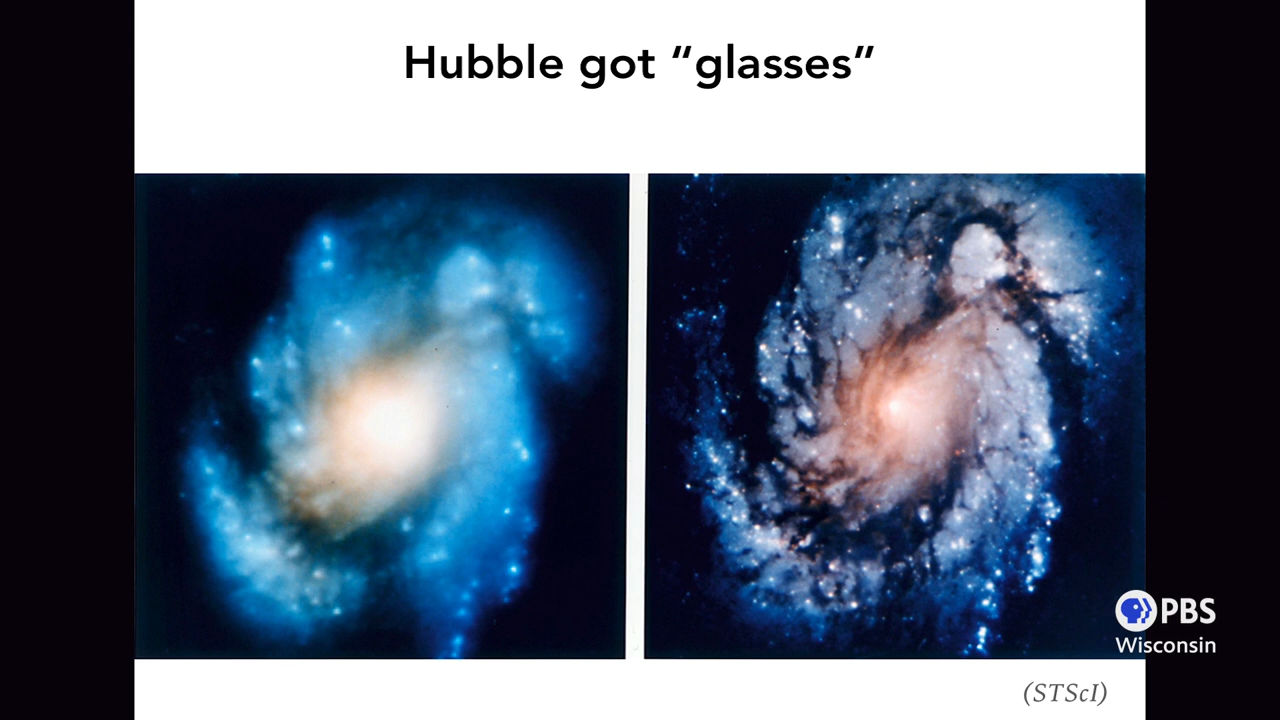 Hubble got “glasses”
PBS
Wisconsin
(STScI)